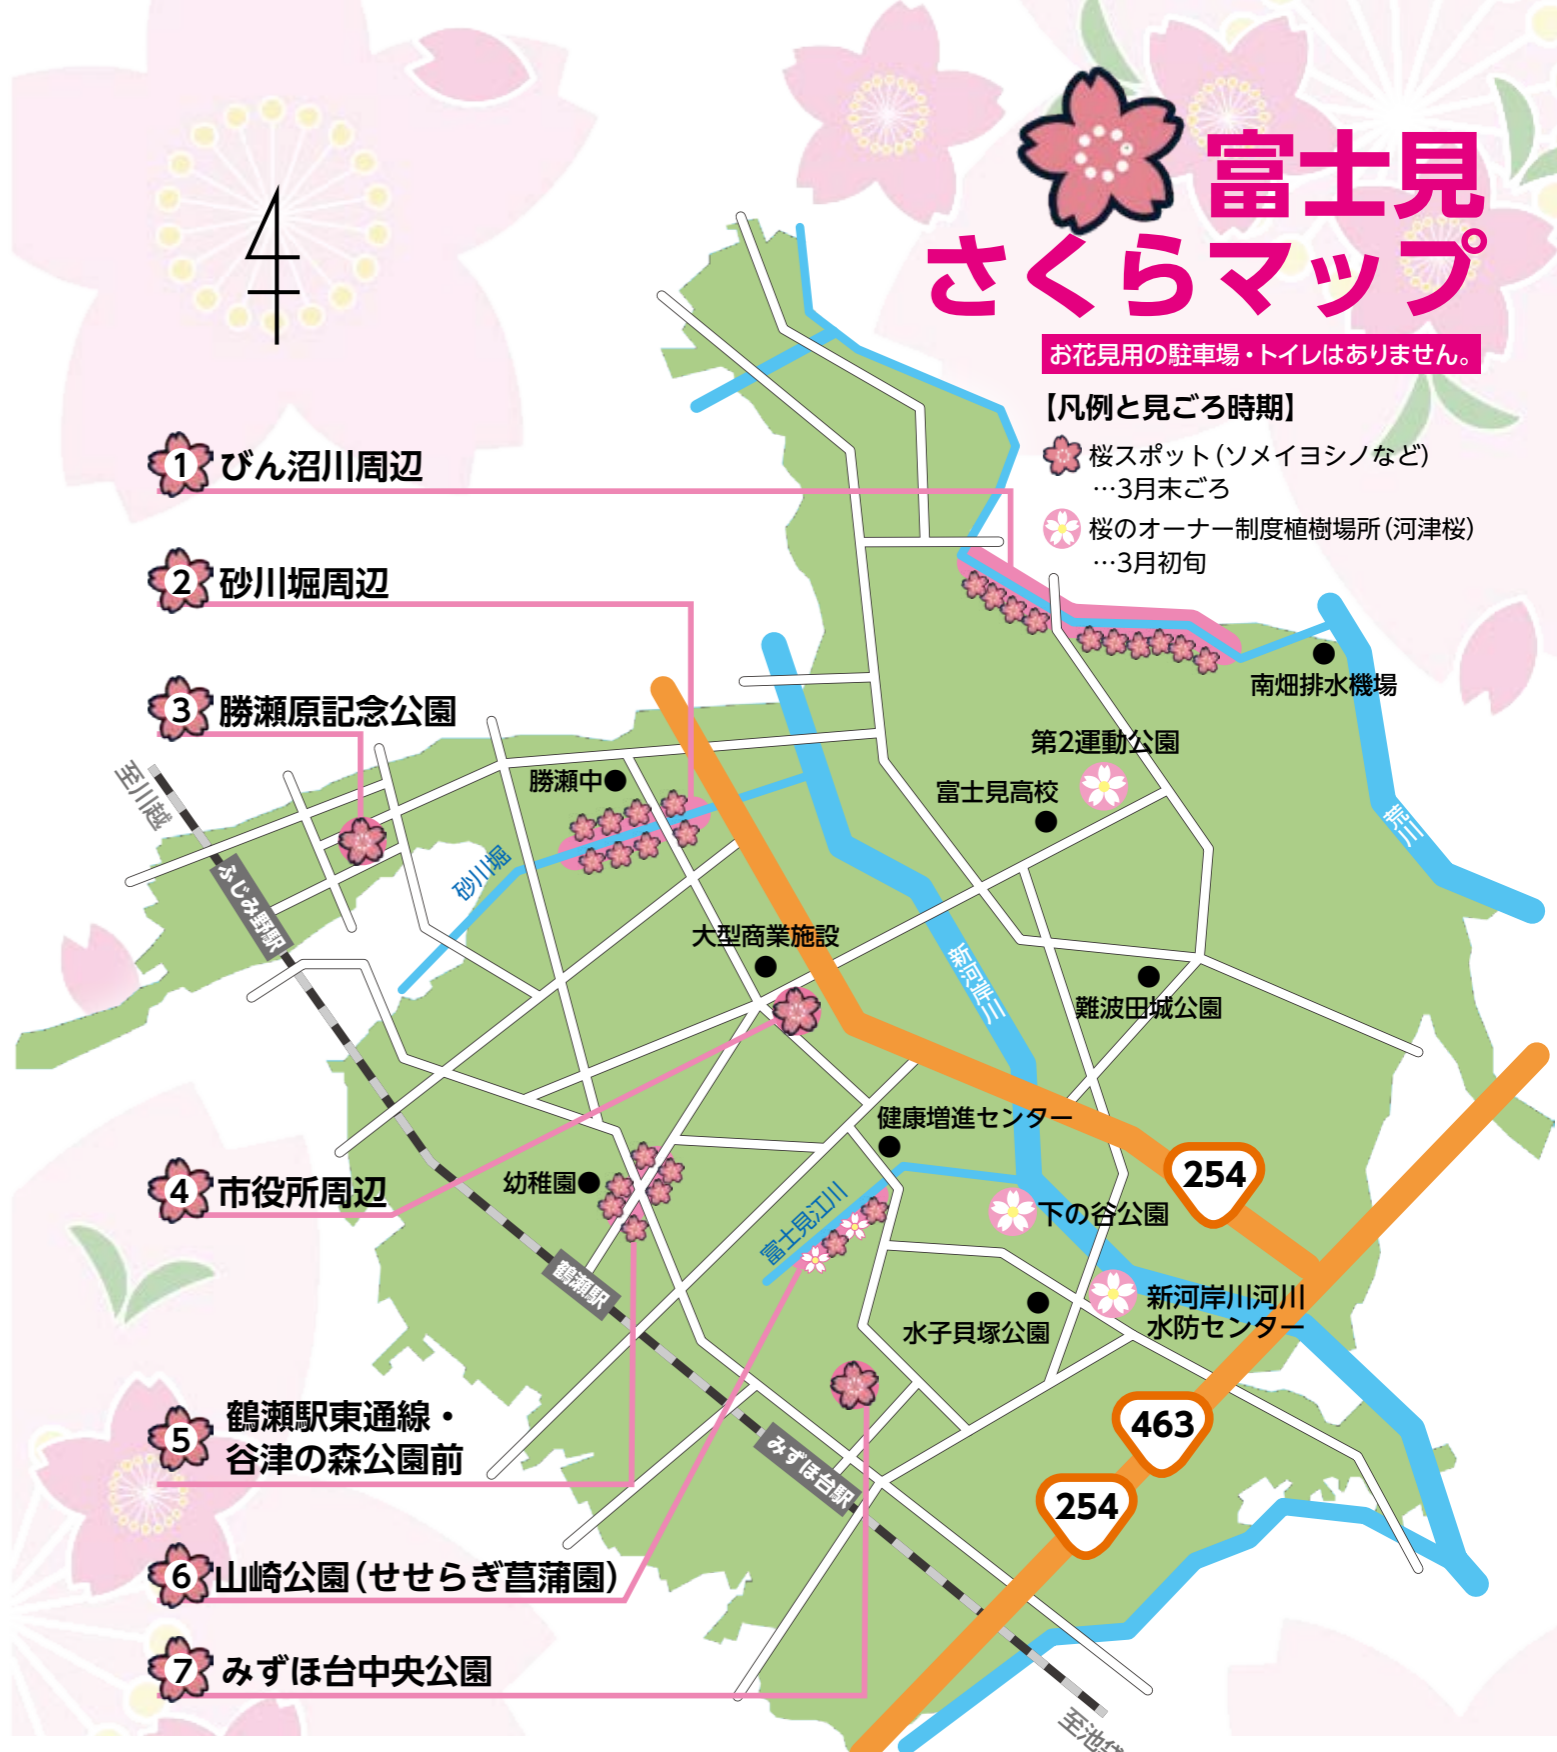 富士見
さくらマップ
お花見用の駐車場・トイレはありません。
【凡例と見ごろ時期】
桜スポット(ソメイヨシノなど)
…3月末ごろ
桜のオーナー制度植樹場所(河津桜)
…3月初旬
1 びん沼川周辺
2 砂川堀周辺
3 勝瀬原記念公園
南畑排水機場
第2運動公園
富士見高校
勝瀬中
至川越
荒川
砂川堀
ふじみ野駅
大型商業施設
新河岸川
難波田城公園
健康増進センター
4 市役所周辺
幼稚園
254
富士見江川
下の谷公園
鶴瀬駅
新河岸川河川
水防センター
水子貝塚公園
5 鶴瀬駅東通線・
谷津の森公園前
463
みずほ台駅
254
6 山崎公園(せせらぎ菖蒲園)
7 みずほ台中央公園
至池袋